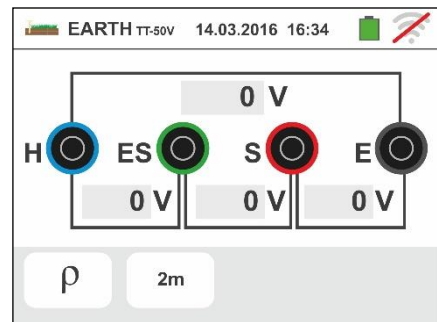 EARTH TT-50V 14.03.2016 16:34
0 V
H ES S E
0 V 0 V 0 V
ρ 2m